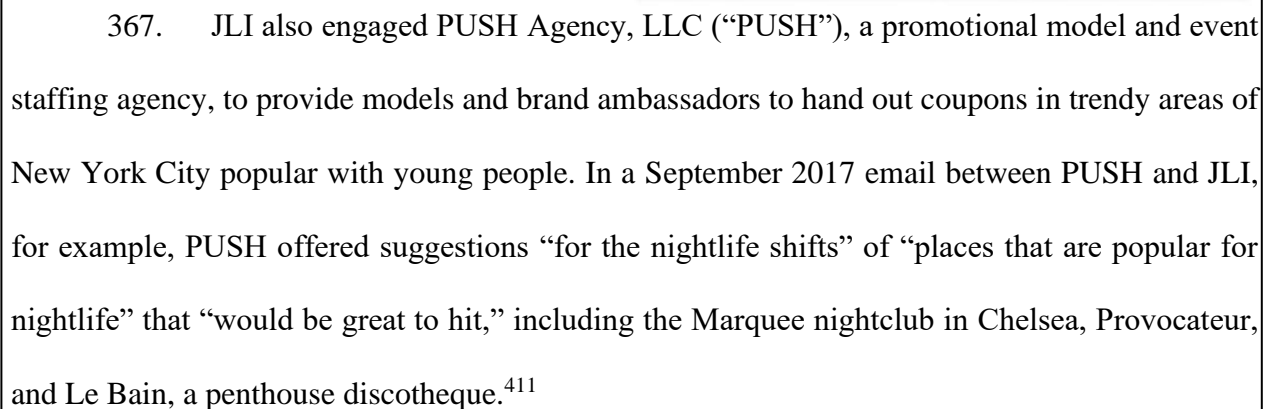 367. JLI also engaged PUSH Agency, LLC (“PUSH”), a promotional model and event
staffing agency, to provide models and brand ambassadors to hand out coupons in trendy areas of
New York City popular with young people. In a September 2017 email between PUSH and JLI,
for example, PUSH offered suggestions “for the nightlife shifts” of “places that are popular for
nightlife” that “would be great to hit,” including the Marquee nightclub in Chelsea, Provocateur,
and Le Bain, a penthouse discotheque.411